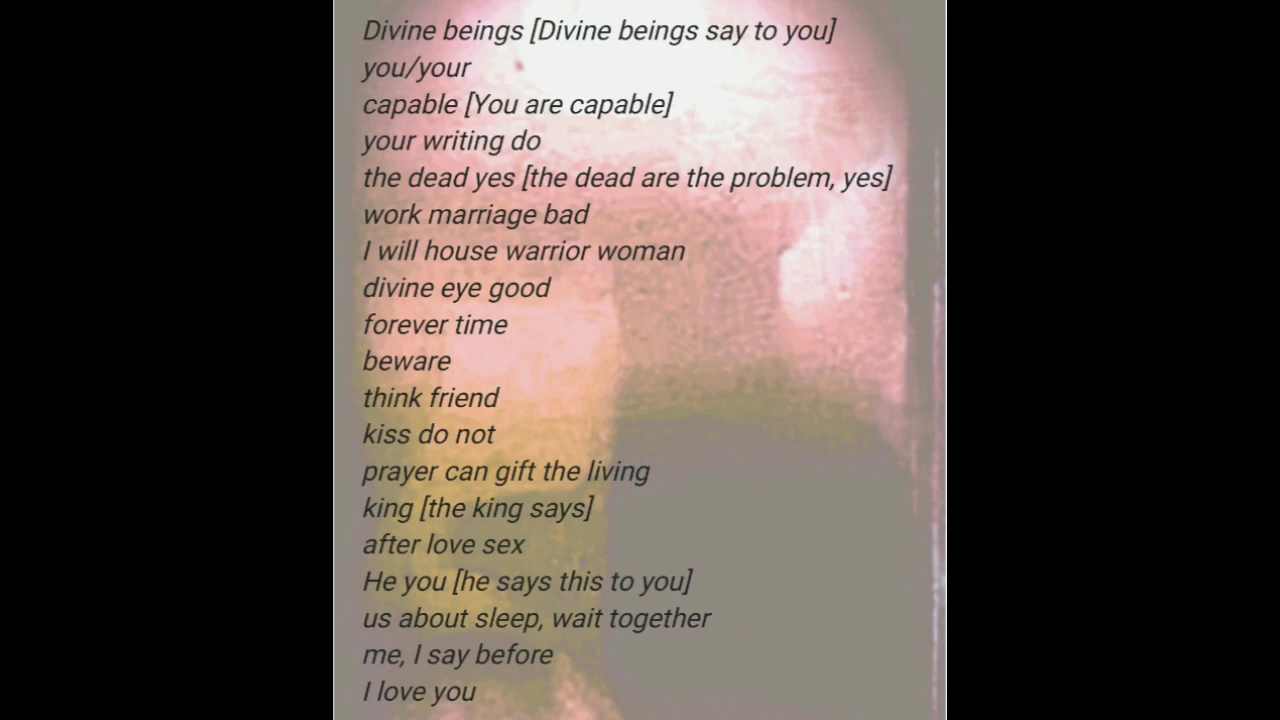 Divine beings [Divine beings say to you]
you/your
capable [You are capable]
your writing do
the dead yes [the dead are the problem, yes]
work marriage bad
I will house warrior woman
divine eye good
forever time
beware
think friend
kiss do not
prayer can gift the living
king [the king says]
after love sex
He you [he says this to you]
us about sleep, wait together
me, I say before
I love you